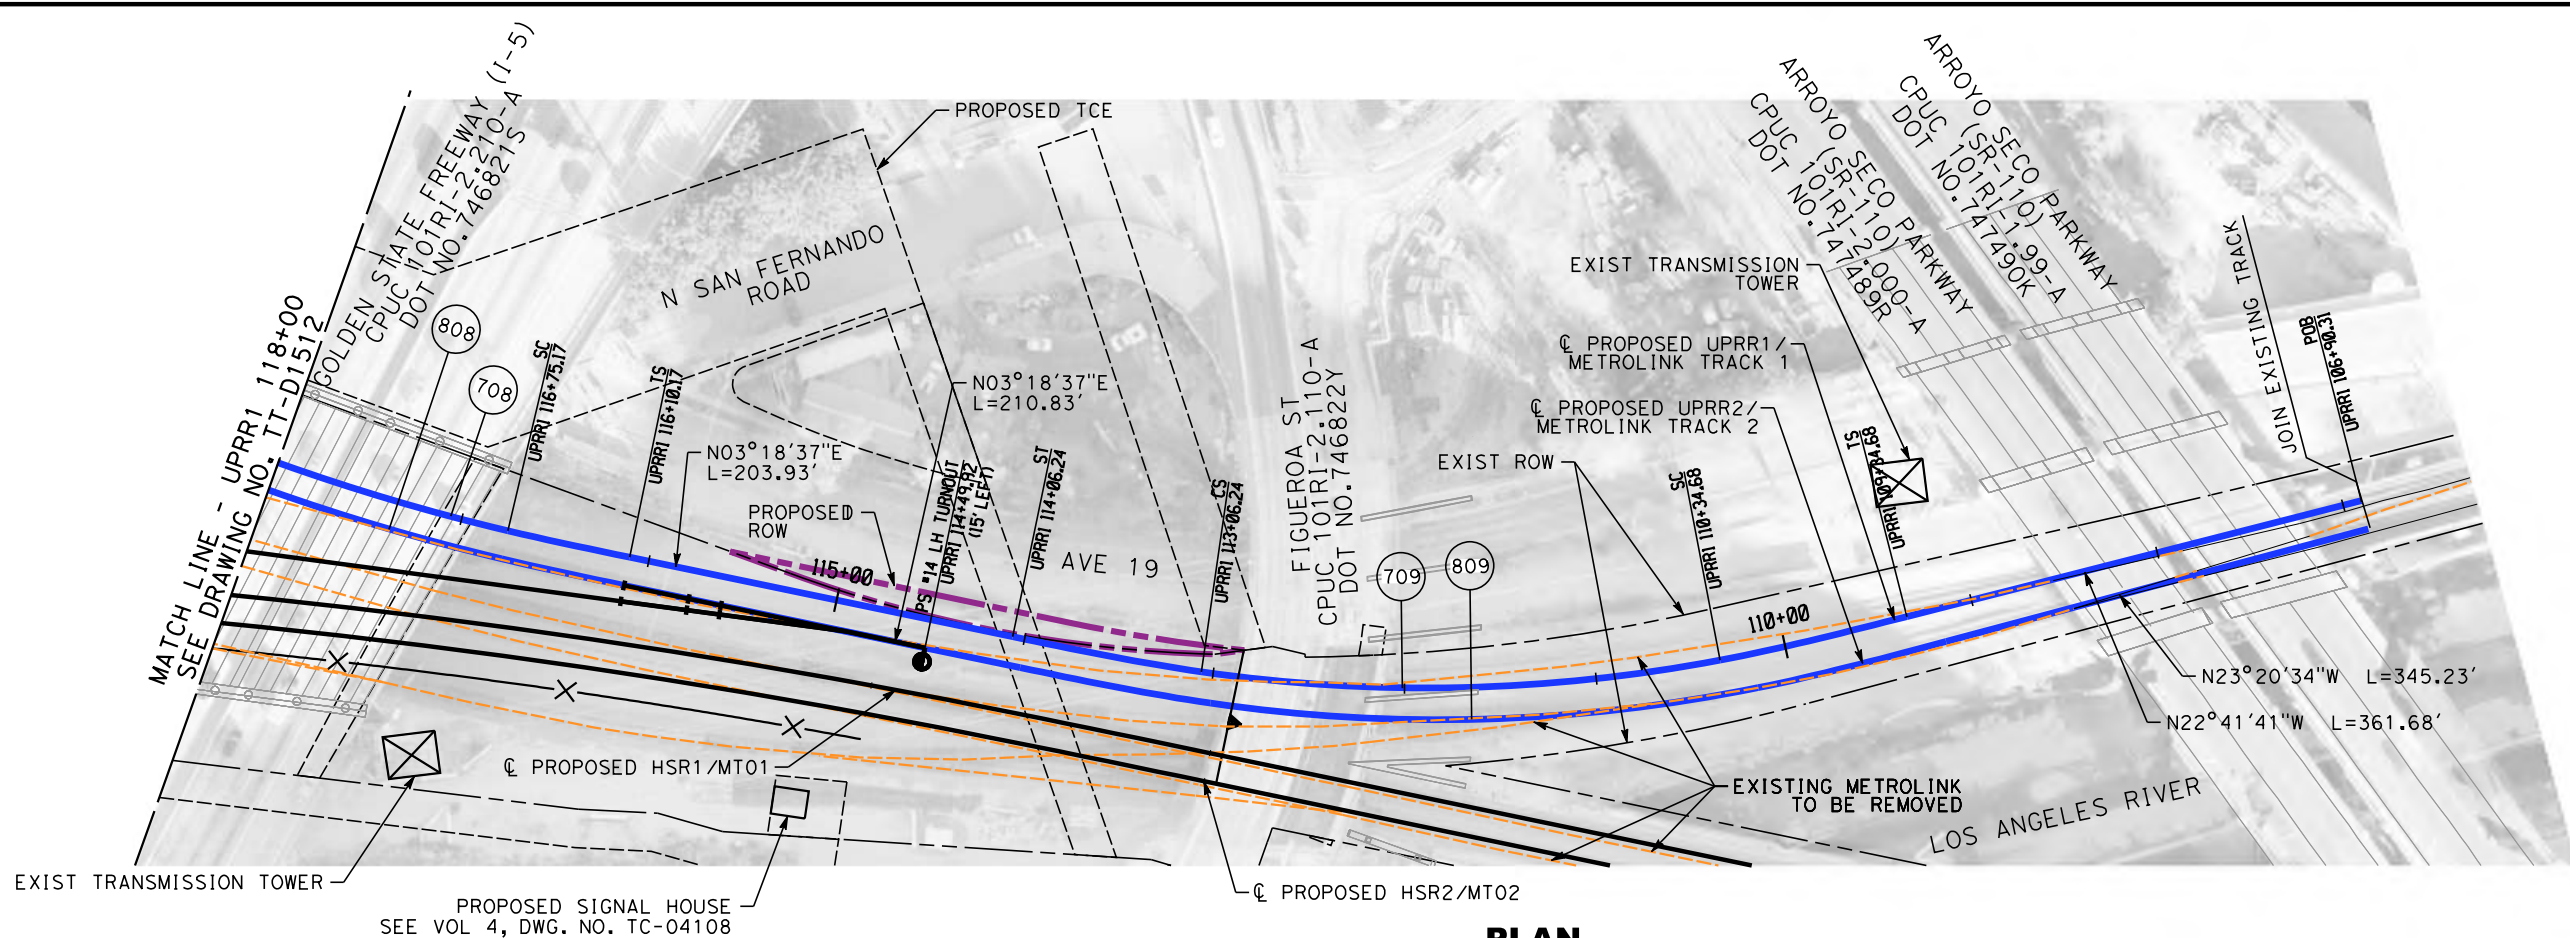 MATCH LINE - UPRR1 118+00
SEE DRAWING NO. TT-D1512
GOLDEN STATE FREEWAY (I-5)
CPUC 101RI-2.210-A
DOT NO.746821S
808
708
SC
UPRR1 116+75.17
TS
UPRR1 116+10.17
N03°18'37"E
L=203.93'
N SAN FERNANDO
ROAD
PROPOSED TCE
PROPOSED
ROW
115+00
N03°18'37"E
L=210.83'
PS #14 LH TURNOUT
UPRR1 114+49.92
(15' LEFT)
ST
UPRR1 114+06.24
AVE 19
CS
UPRR1 113+06.24
FIGUEROA ST
CPUC 101RI-2.110-A
DOT NO.746822Y
709
809
EXIST ROW
SC
UPRR1 110+34.68
110+00
EXIST TRANSMISSION
TOWER
℄ PROPOSED UPRR1/
METROLINK TRACK 1
℄ PROPOSED UPRR2/
METROLINK TRACK 2
TS
UPRR1 109+34.68
ARROYO SECO PARKWAY
(SR-110)
CPUC 101RI-2.000-A
DOT NO.747489R
ARROYO SECO PARKWAY
(SR-110)
CPUC 101RI-1.99-A
DOT NO.747490K
JOIN EXISTING TRACK
POB
UPRR1 106+90.31
N23°20'34"W L=345.23'
N22°41'41"W L=361.68'
EXISTING METROLINK
TO BE REMOVED
LOS ANGELES RIVER
℄ PROPOSED HSR1/MT01
℄ PROPOSED HSR2/MT02
EXIST TRANSMISSION TOWER
PROPOSED SIGNAL HOUSE
SEE VOL 4, DWG. NO. TC-04108
PLAN